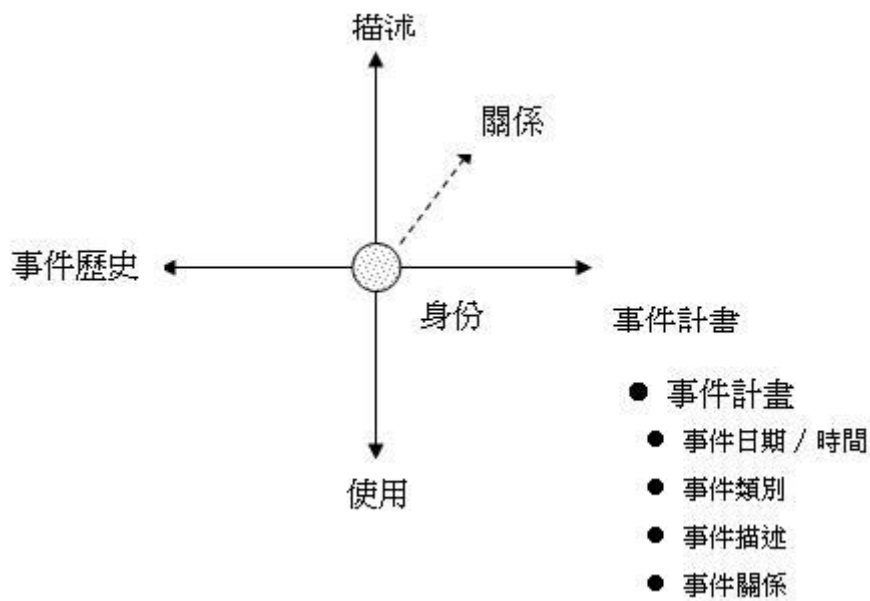 描述
關係
事件歷史
身份
事件計書
使用
● 事件計畫
● 事件日期 / 時間
● 事件類別
● 事件描述
● 事件關係